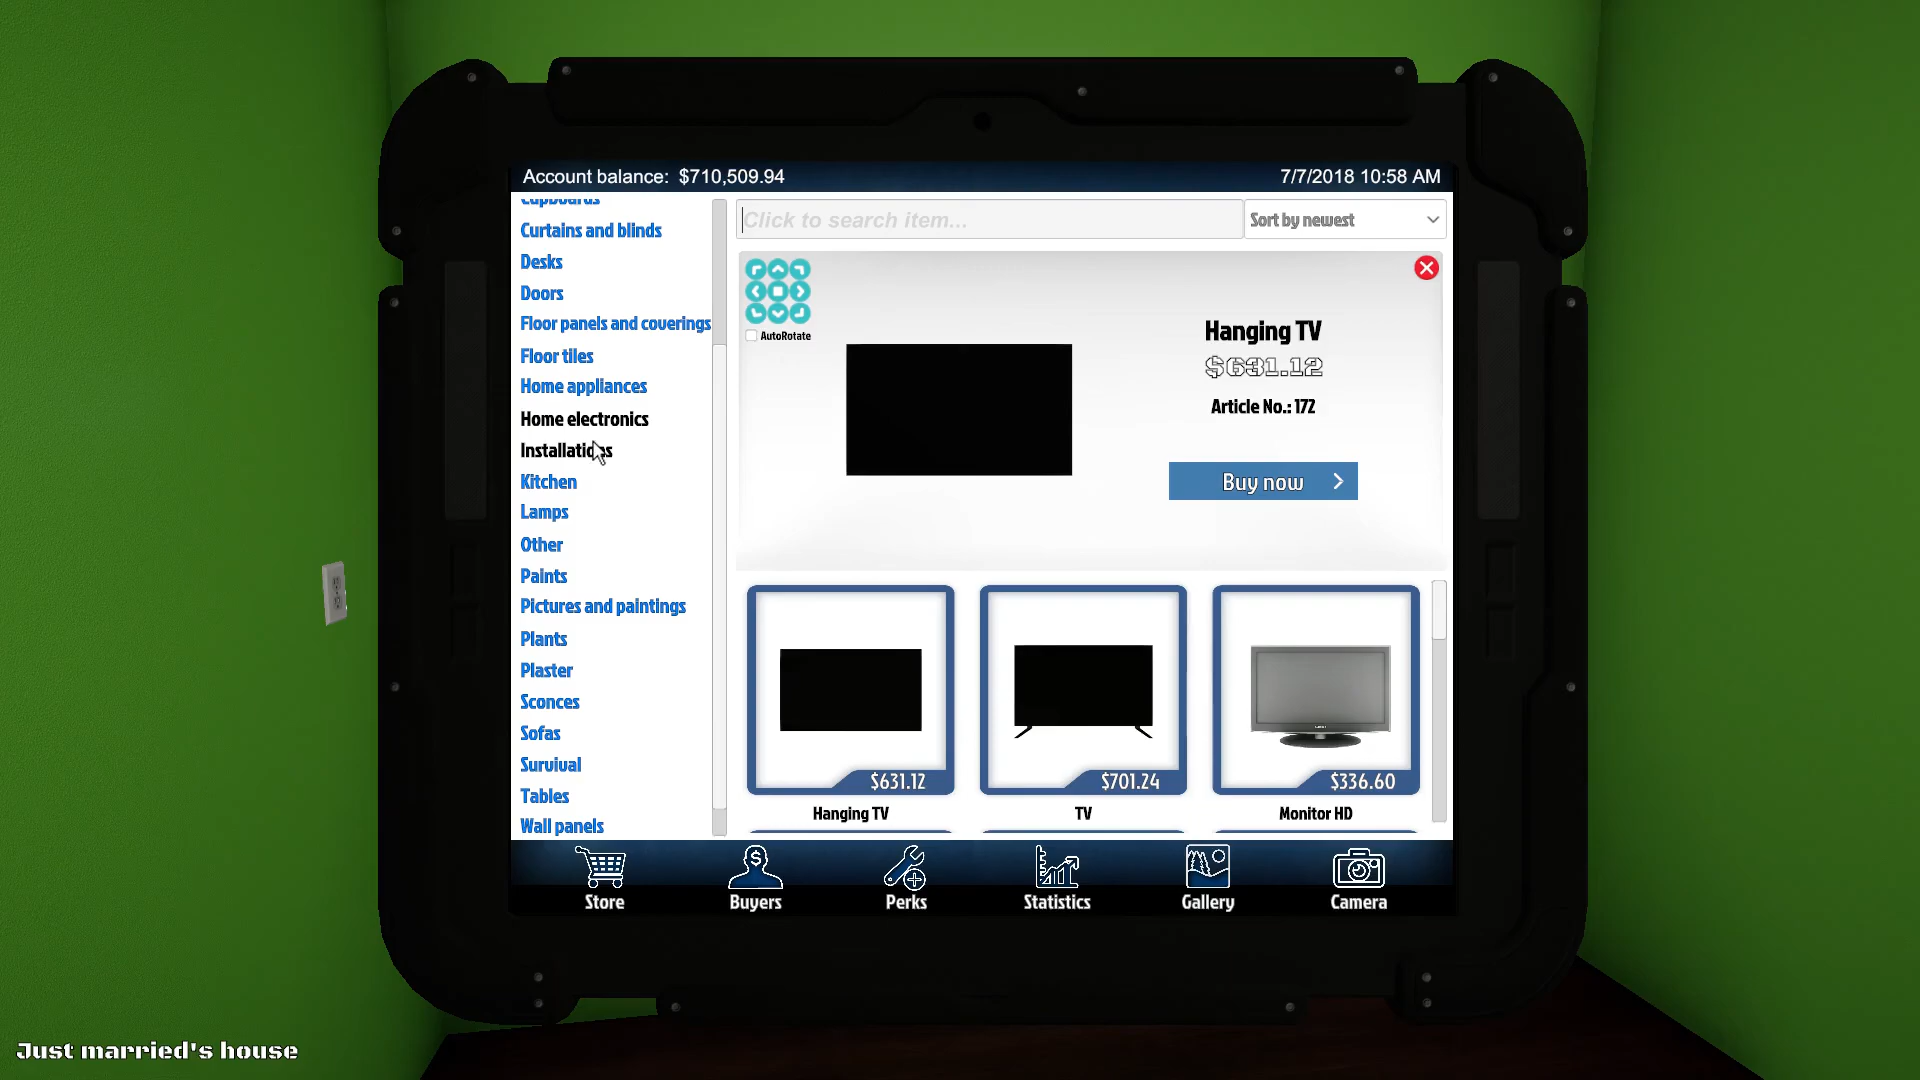 Account balance: $710,509.94
7/7/2018 10:58 AM
Cupboards
Curtains and blinds
Desks
Doors
Floor panels and coverings
Floor tiles
Home appliances
Home electronics
Installations
Kitchen
Lamps
Other
Paints
Pictures and paintings
Plants
Plaster
Sconces
Sofas
Survival
Tables
Wall panels
Click to search item...
Sort by newest
AutoRotate
Hanging TV
$631.12
Article No.: 172
Buy now
$631.12
Hanging TV
$701.24
TV
$336.60
Monitor HD
Store
Buyers
Perks
Statistics
Gallery
Camera
Just married's house